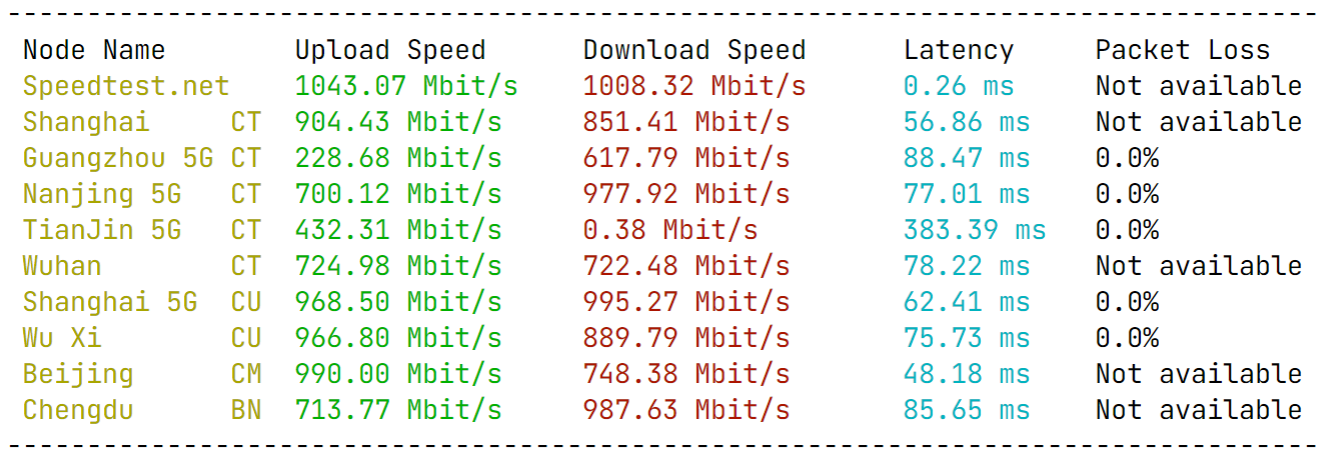 Node Name        Upload Speed      Download Speed      Latency     Packet Loss
Speedtest.net    1043.07 Mbit/s    1008.32 Mbit/s      0.26 ms     Not available
Shanghai     CT  904.43 Mbit/s     851.41 Mbit/s       56.86 ms    Not available
Guangzhou 5G CT  228.68 Mbit/s     617.79 Mbit/s       88.47 ms    0.0%
Nanjing 5G   CT  700.12 Mbit/s     977.92 Mbit/s       77.01 ms    0.0%
TianJin 5G   CT  432.31 Mbit/s     0.38 Mbit/s         383.39 ms   0.0%
Wuhan        CT  724.98 Mbit/s     722.48 Mbit/s       78.22 ms    Not available
Shanghai 5G  CU  968.50 Mbit/s     995.27 Mbit/s       62.41 ms    0.0%
Wu Xi        CU  966.80 Mbit/s     889.79 Mbit/s       75.73 ms    0.0%
Beijing      CM  990.00 Mbit/s     748.38 Mbit/s       48.18 ms    Not available
Chengdu      BN  713.77 Mbit/s     987.63 Mbit/s       85.65 ms    Not available